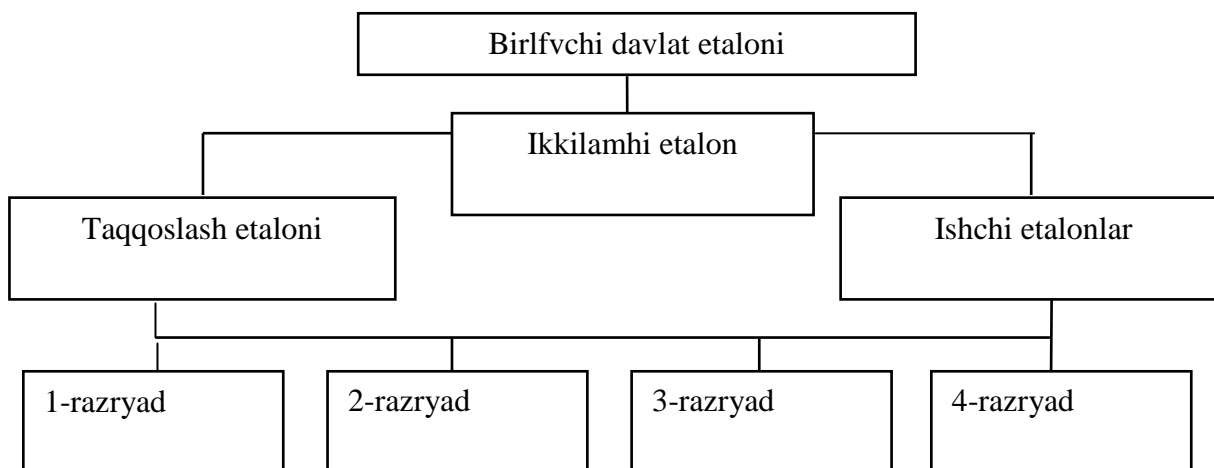 Birlfvchi davlat etaloni
Ikkilamhi etalon
Taqqoslash etaloni
Ishchi etalonlar
1-razryad
2-razryad
3-razryad
4-razryad